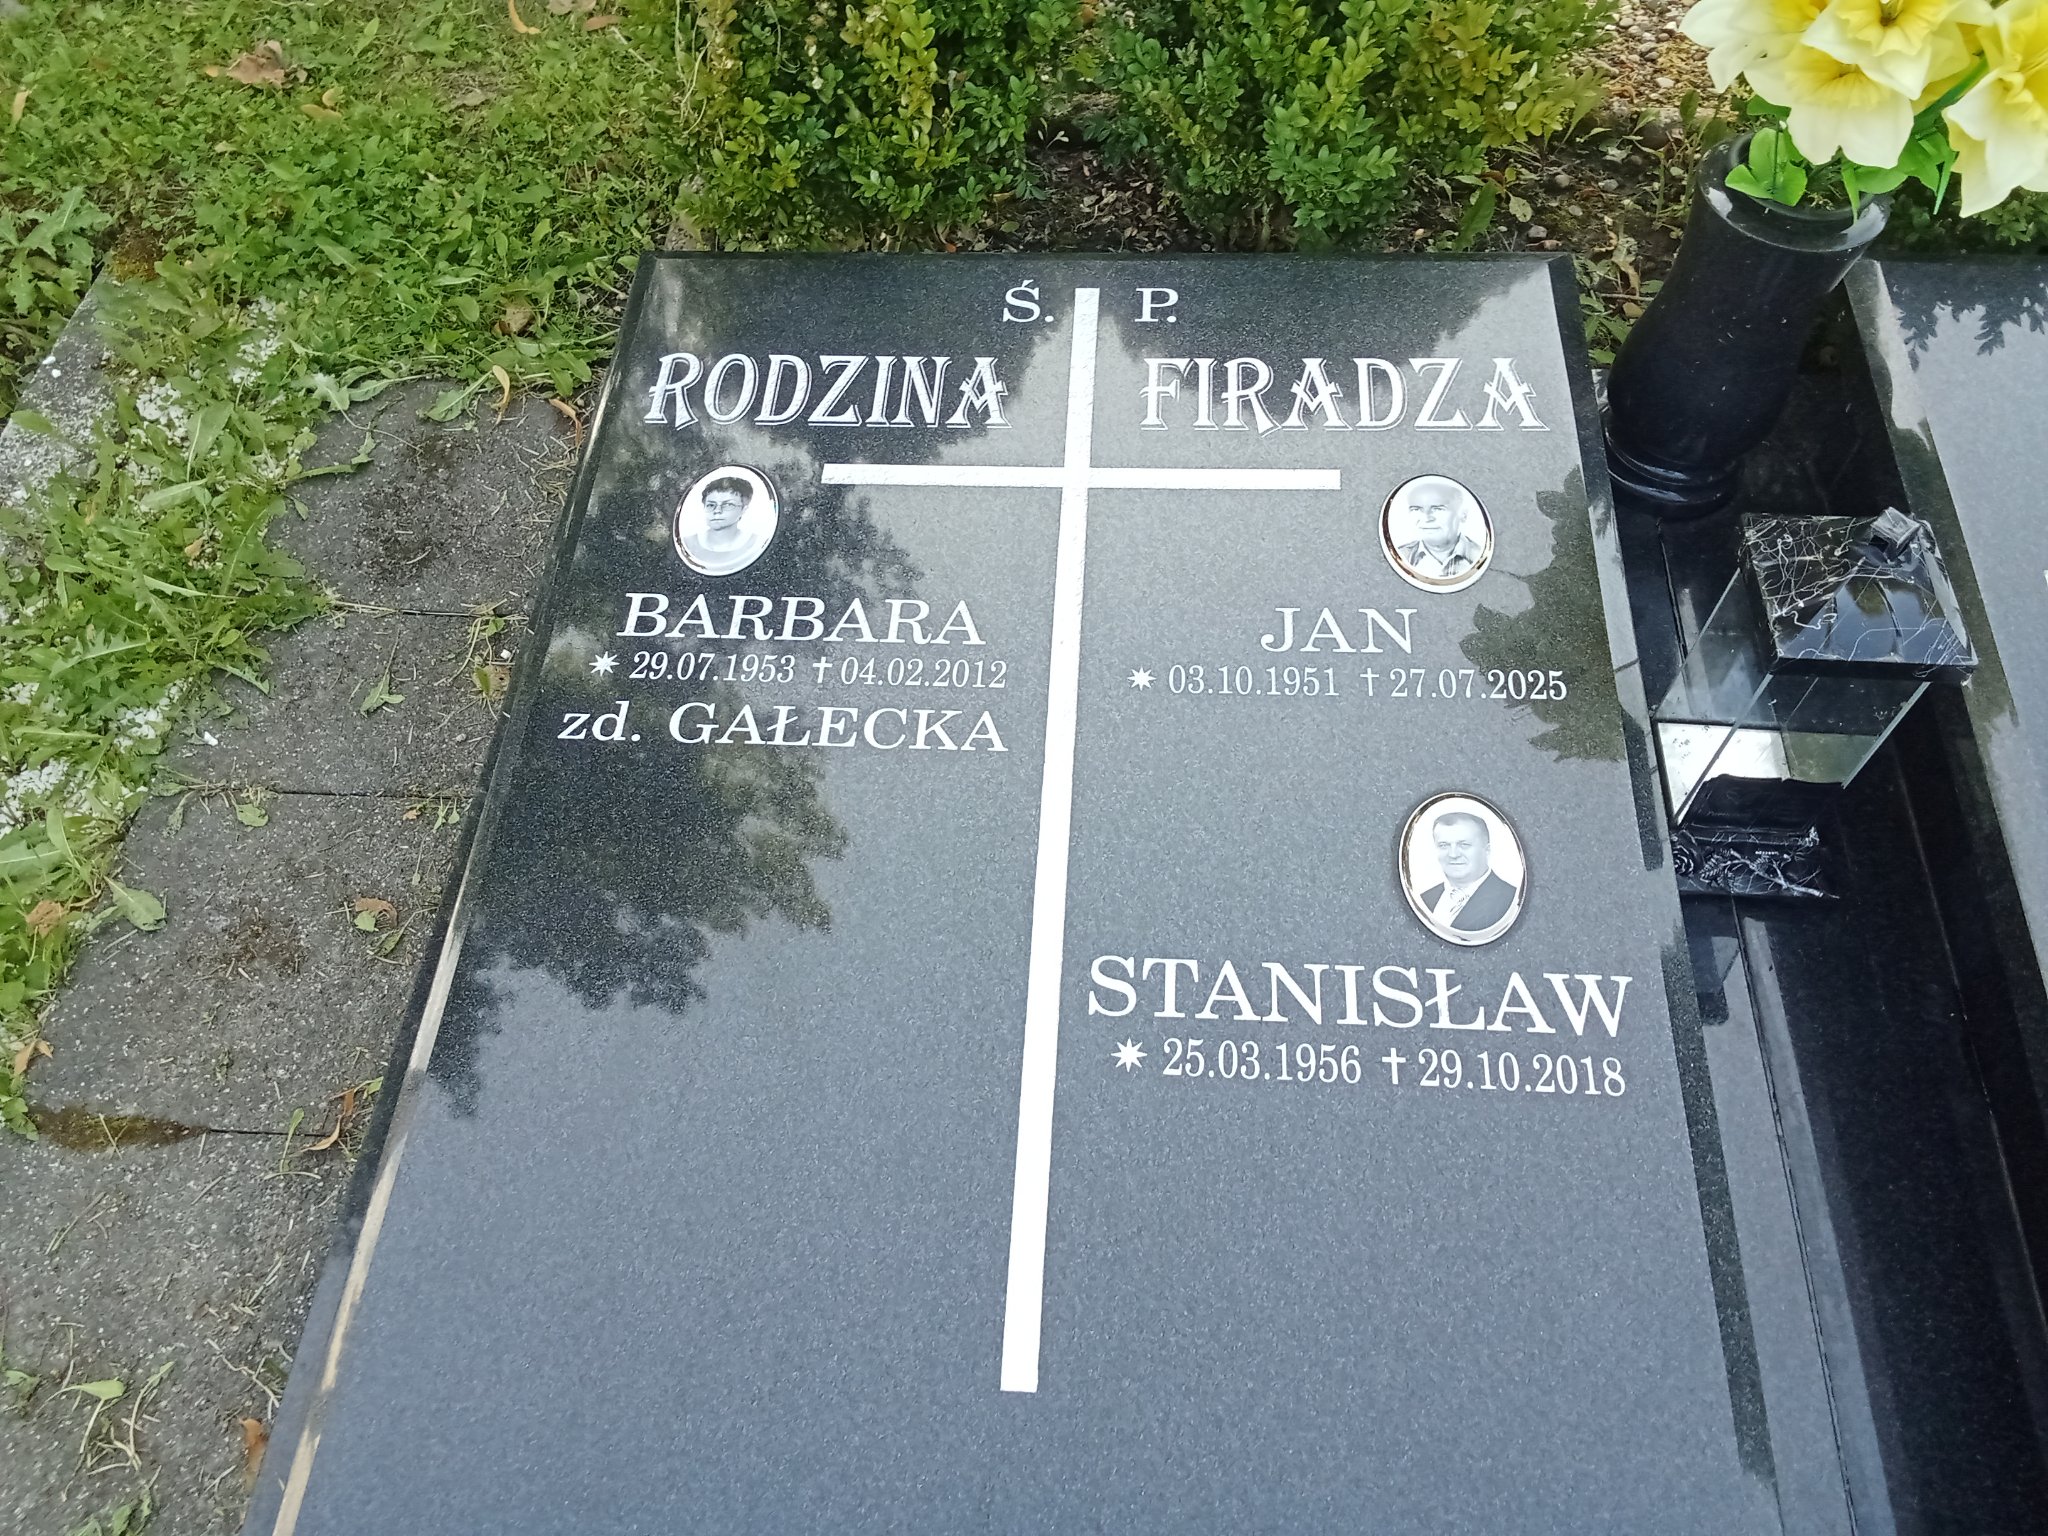 Ś. P.
RODZINA FIRADZA
BARBARA
✷ 29.07.1953 ✝ 04.02.2012
zd. GAŁECKA
JAN
✷ 03.10.1951 ✝ 27.07.2025
STANISŁAW
✷ 25.03.1956 ✝ 29.10.2018